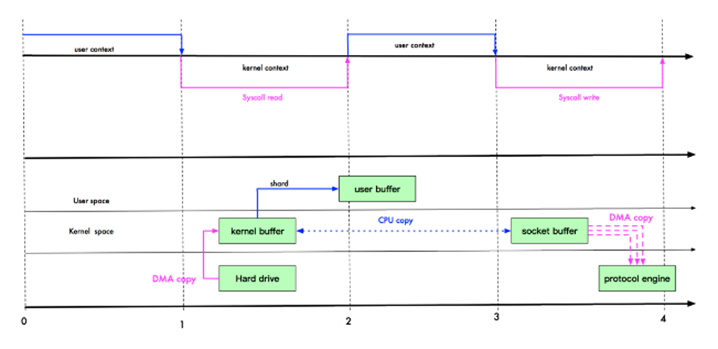 user context
user context
kernel context
kernel context
Syscall read
Syscall write
shard
user buffer
User space
CPU copy
DMA copy
Kernel space
kernel buffer
socket buffer
DMA copy
Hard drive
protocol engine
0
1
2
3
4